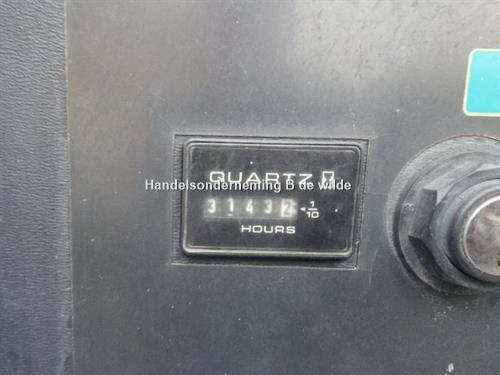 QUARTZ
Handelsonderneming B de wilde
31432 1/10
HOURS